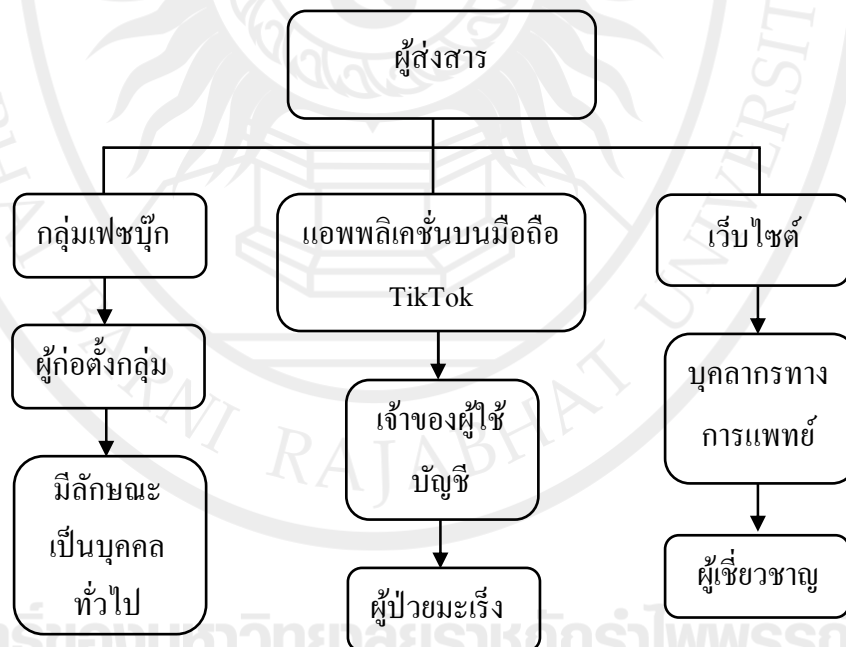 ผู้ส่งสาร
กลุ่มเฟซบุ๊ก
ผู้ก่อตั้งกลุ่ม
มีลักษณะ
เป็นบุคคล
ทั่วไป
แอพพลิเคชั่นบนมือถือ
TikTok
เจ้าของผู้ใช้
บัญชี
ผู้ป่วยมะเร็ง
เว็บไซต์
บุคลากรทาง
การแพทย์
ผู้เชี่ยวชาญ
BARNI RAJABHAT